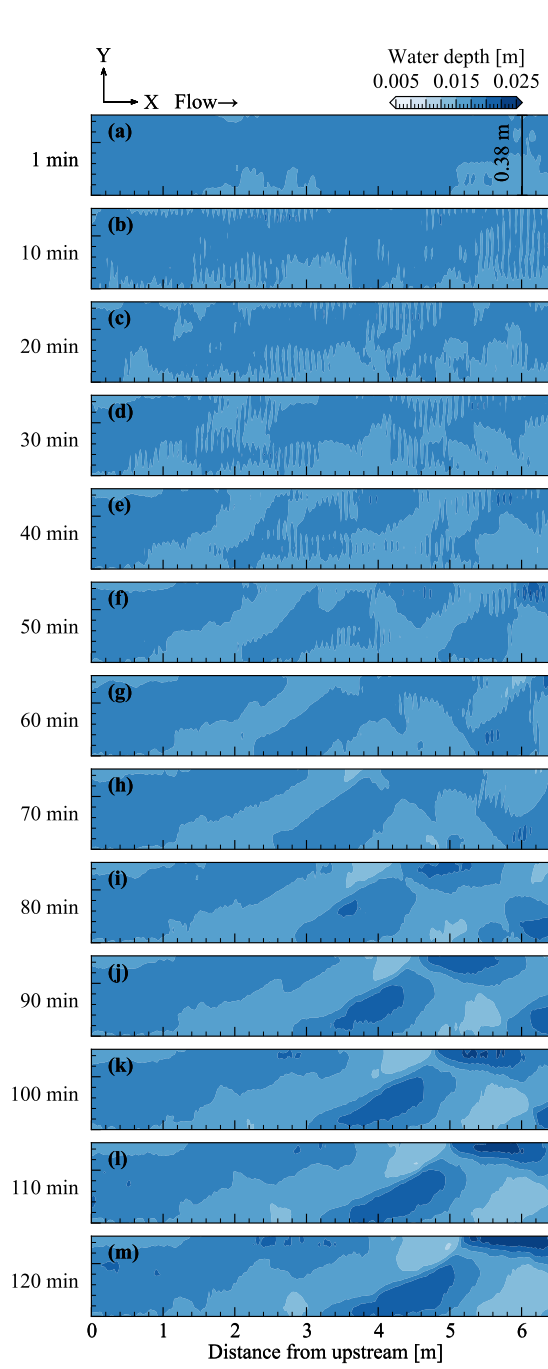 Y
X Flow→
Water depth [m]
0.005 0.015 0.025
1 min (a) 0.38 m
10 min (b)
20 min (c)
30 min (d)
40 min (e)
50 min (f)
60 min (g)
70 min (h)
80 min (i)
90 min (j)
100 min (k)
110 min (l)
120 min (m)
0 1 2 3 4 5 6
Distance from upstream [m]